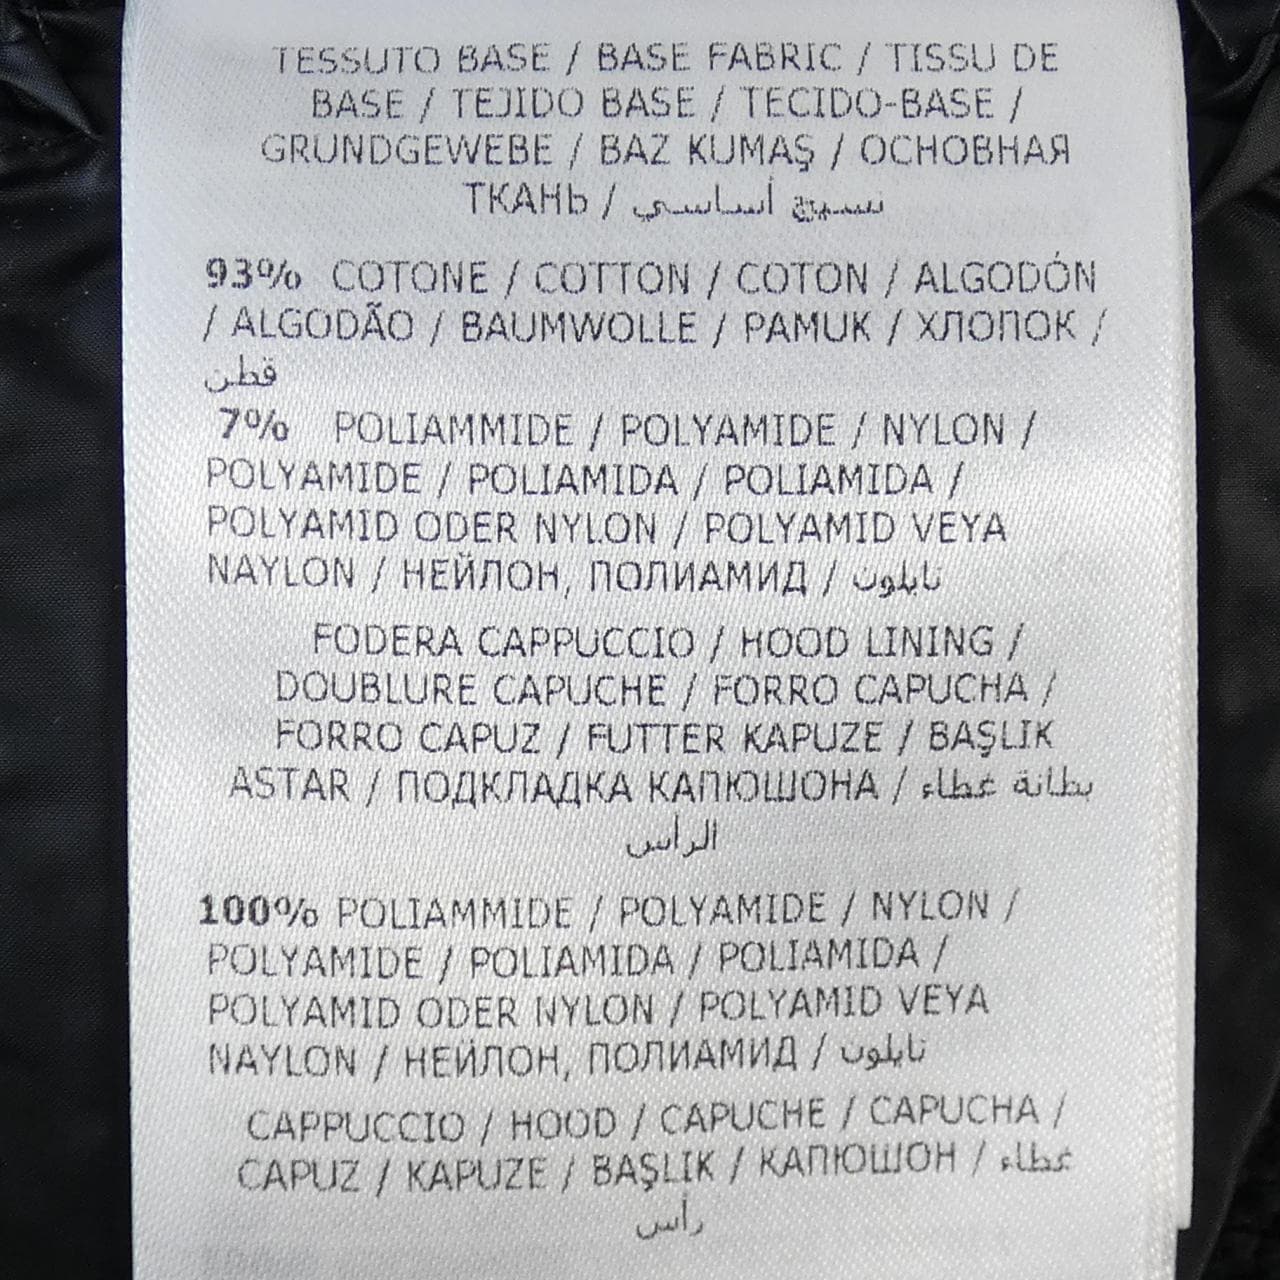 TESSUTO BASE / BASE FABRIC / TISSU DE
BASE / TEJIDO BASE / TECIDO-BASE /
GRUNDGEWEBE / BAZ KUMAŞ / ОСНОВНАЯ
ТКАНЬ / نسيج أساسي
93% COTONE / COTTON / COTON / ALGODÓN
/ ALGODÃO / BAUMWOLLE / PAMUK / ХЛОПОК /
قطن
7% POLIAMMIDE / POLYAMIDE / NYLON /
POLYAMIDE / POLIAMIDA / POLIAMIDA /
POLYAMID ODER NYLON / POLYAMID VEYA
NAYLON / НЕЙЛОН, ПОЛИАМИД / نايلون
FODERA CAPPUCCIO / HOOD LINING /
DOUBLURE CAPUCHE / FORRO CAPUCHA /
FORRO CAPUZ / FUTTER KAPUZE / BAŞLIK
ASTAR / ПОДКЛАДКА КАПЮШОНА / بطانة غطاء
الرأس
100% POLIAMMIDE / POLYAMIDE / NYLON /
POLYAMIDE / POLIAMIDA / POLIAMIDA /
POLYAMID ODER NYLON / POLYAMID VEYA
NAYLON / НЕЙЛОН, ПОЛИАМИД / نايلون
CAPPUCCIO / HOOD / CAPUCHE / CAPUCHA /
CAPUZ / KAPUZE / BAŞLIK / КАПЮШОН / غطاء
رأس